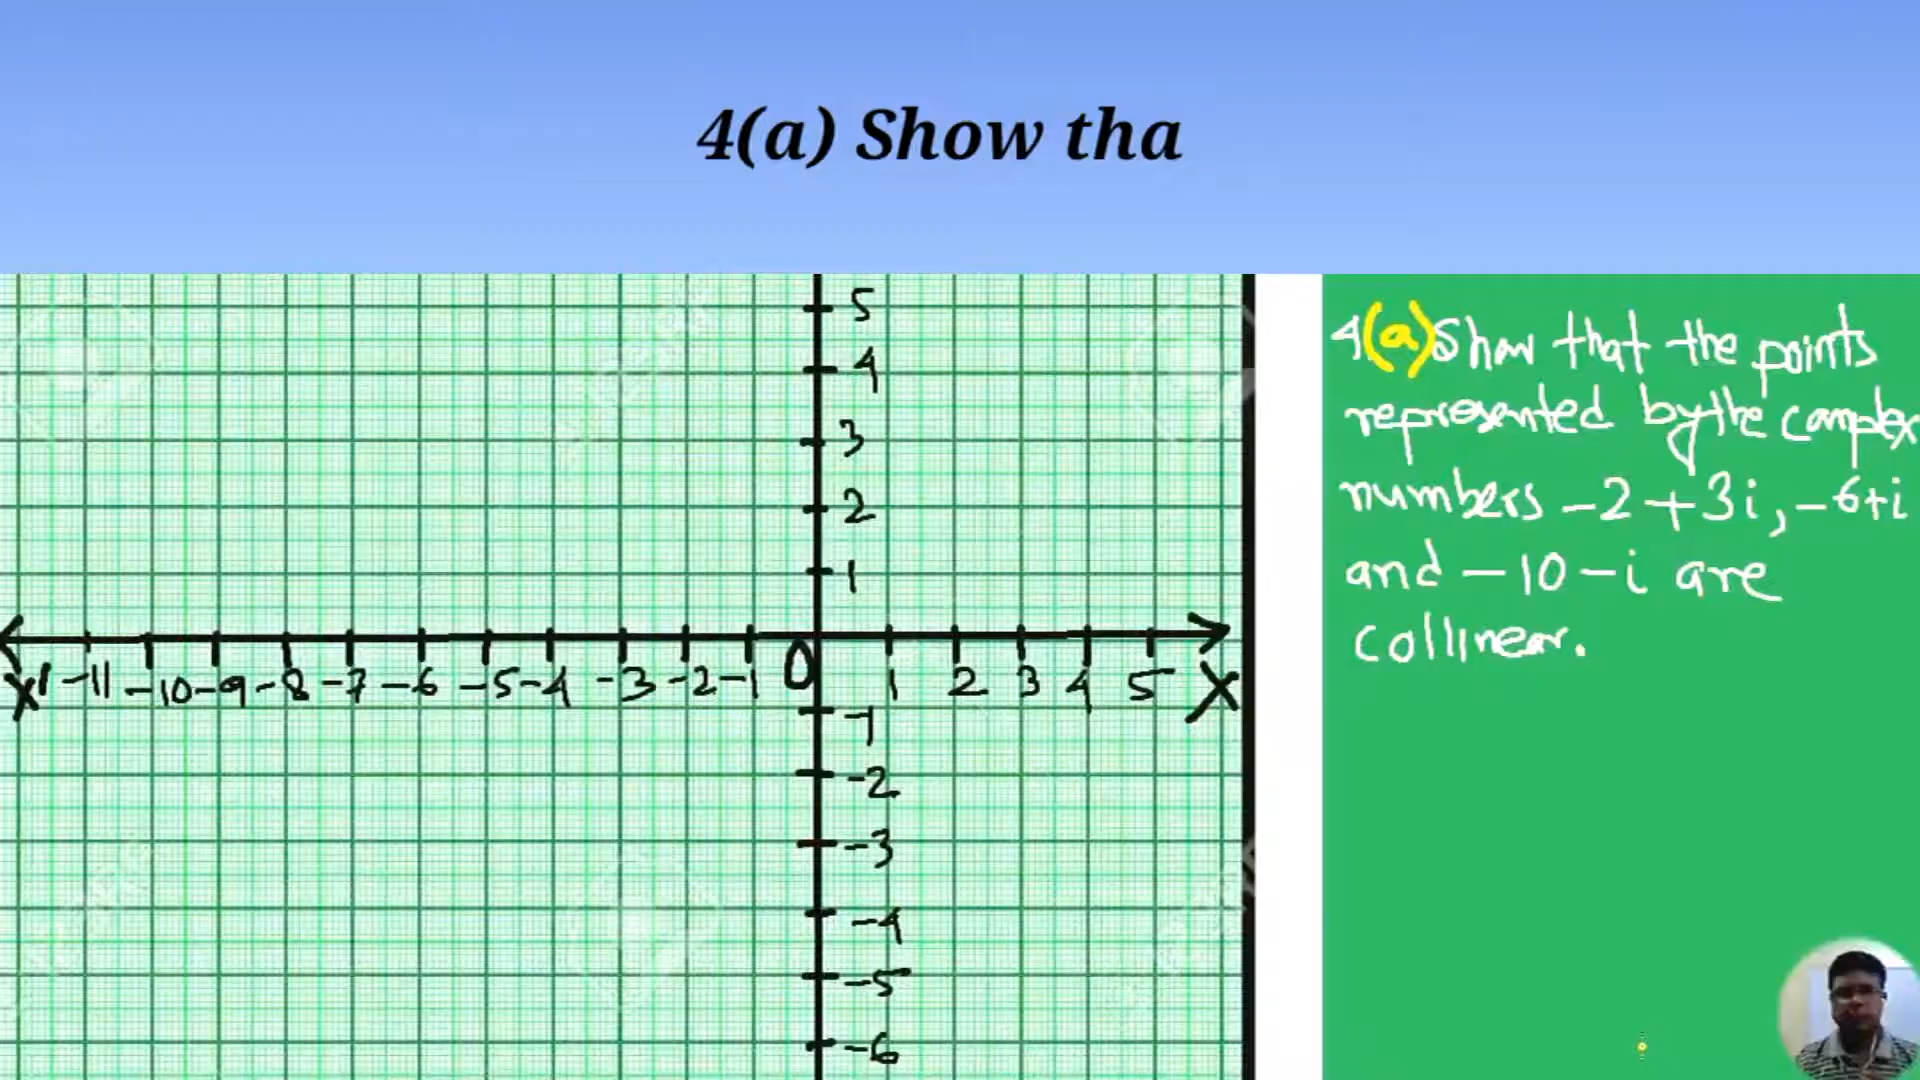 4(a) Show tha
5
4
3
2
1
X' -11 -10 -9 -8 -7 -6 -5 -4 -3 -2 -1 O 1 2 3 4 5 X
-1
-2
-3
-4
-5
-6
4(a) Show that the points
represented by the complex
numbers -2+3i, -6+i
and -10-i are
collinear.